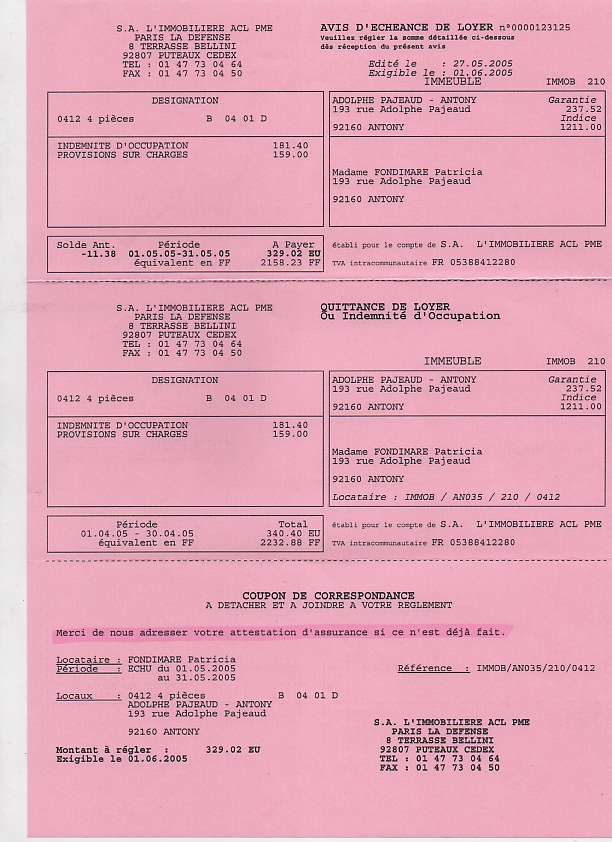 S.A. L'IMMOBILIERE ACL PME
PARIS LA DEFENSE
8 TERRASSE BELLINI
92807 PUTEAUX CEDEX
TEL : 01 47 73 04 64
FAX : 01 47 73 04 50
AVIS D'ECHEANCE DE LOYER n°0000123125
Veuillez régler la somme détaillée ci-dessous
dès réception du présent avis
Edité le : 27.05.2005
Exigible le : 01.06.2005
IMMEUBLE IMMOB 210
DESIGNATION
0412 4 pièces B 04 01 D
ADOLPHE PAJEAUD - ANTONY Garantie
193 rue Adolphe Pajeaud 237.52
Indice
92160 ANTONY 1211.00
INDEMNITE D'OCCUPATION 181.40
PROVISIONS SUR CHARGES 159.00
Madame FONDIMARE Patricia
193 rue Adolphe Pajeaud
92160 ANTONY
Solde Ant. Période A Payer
-11.38 01.05.05-31.05.05 329.02 EU
équivalent en FF 2158.23 FF
établi pour le compte de S.A. L'IMMOBILIERE ACL PME
TVA intracommunautaire FR 05388412280
S.A. L'IMMOBILIERE ACL PME
PARIS LA DEFENSE
8 TERRASSE BELLINI
92807 PUTEAUX CEDEX
TEL : 01 47 73 04 64
FAX : 01 47 73 04 50
QUITTANCE DE LOYER
Ou Indemnité d'Occupation
IMMEUBLE IMMOB 210
DESIGNATION
0412 4 pièces B 04 01 D
ADOLPHE PAJEAUD - ANTONY Garantie
193 rue Adolphe Pajeaud 237.52
Indice
92160 ANTONY 1211.00
INDEMNITE D'OCCUPATION 181.40
PROVISIONS SUR CHARGES 159.00
Madame FONDIMARE Patricia
193 rue Adolphe Pajeaud
92160 ANTONY
Locataire : IMMOB / AN035 / 210 / 0412
Période Total
01.04.05 - 30.04.05 340.40 EU
équivalent en FF 2232.88 FF
établi pour le compte de S.A. L'IMMOBILIERE ACL PME
TVA intracommunautaire FR 05388412280
COUPON DE CORRESPONDANCE
A DETACHER ET A JOINDRE A VOTRE REGLEMENT
Merci de nous adresser votre attestation d'assurance si ce n'est déjà fait.
Locataire : FONDIMARE Patricia
Période : ECHU du 01.05.2005
au 31.05.2005
Référence : IMMOB/AN035/210/0412
Locaux : 0412 4 pièces B 04 01 D
ADOLPHE PAJEAUD - ANTONY
193 rue Adolphe Pajeaud
92160 ANTONY
Montant à régler : 329.02 EU
Exigible le 01.06.2005
S.A. L'IMMOBILIERE ACL PME
PARIS LA DEFENSE
8 TERRASSE BELLINI
92807 PUTEAUX CEDEX
TEL : 01 47 73 04 64
FAX : 01 47 73 04 50